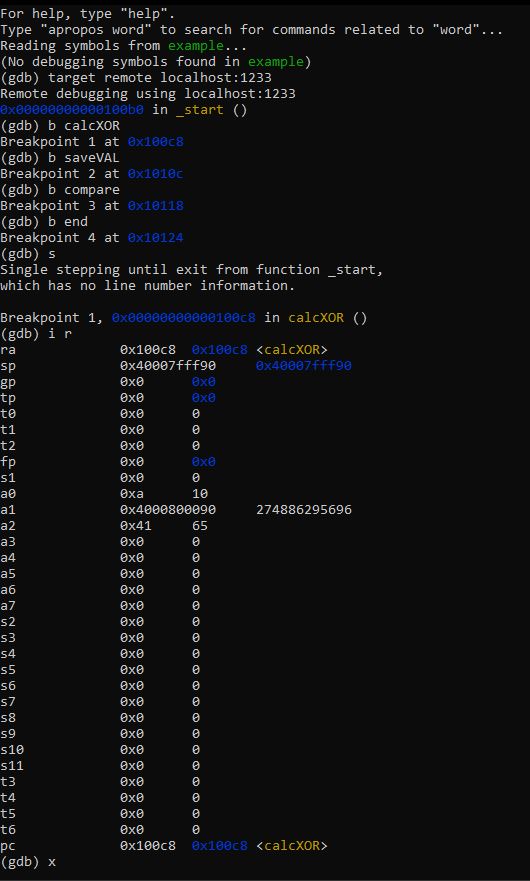 For help, type "help".
Type "apropos word" to search for commands related to "word"...
Reading symbols from example...
(No debugging symbols found in example)
(gdb) target remote localhost:1233
Remote debugging using localhost:1233
0x00000000000100b0 in _start ()
(gdb) b calcXOR
Breakpoint 1 at 0x100c8
(gdb) b saveVAL
Breakpoint 2 at 0x1010c
(gdb) b compare
Breakpoint 3 at 0x10118
(gdb) b end
Breakpoint 4 at 0x10124
(gdb) s
Single stepping until exit from function _start,
which has no line number information.

Breakpoint 1, 0x00000000000100c8 in calcXOR ()
(gdb) i r
ra             0x100c8  0x100c8 <calcXOR>
sp             0x40007fff90     0x40007fff90
gp             0x0      0x0
tp             0x0      0x0
t0             0x0      0
t1             0x0      0
t2             0x0      0
fp             0x0      0x0
s1             0x0      0
a0             0xa      10
a1             0x4000800090     274886295696
a2             0x41     65
a3             0x0      0
a4             0x0      0
a5             0x0      0
a6             0x0      0
a7             0x0      0
s2             0x0      0
s3             0x0      0
s4             0x0      0
s5             0x0      0
s6             0x0      0
s7             0x0      0
s8             0x0      0
s9             0x0      0
s10            0x0      0
s11            0x0      0
t3             0x0      0
t4             0x0      0
t5             0x0      0
t6             0x0      0
pc             0x100c8  0x100c8 <calcXOR>
(gdb) x